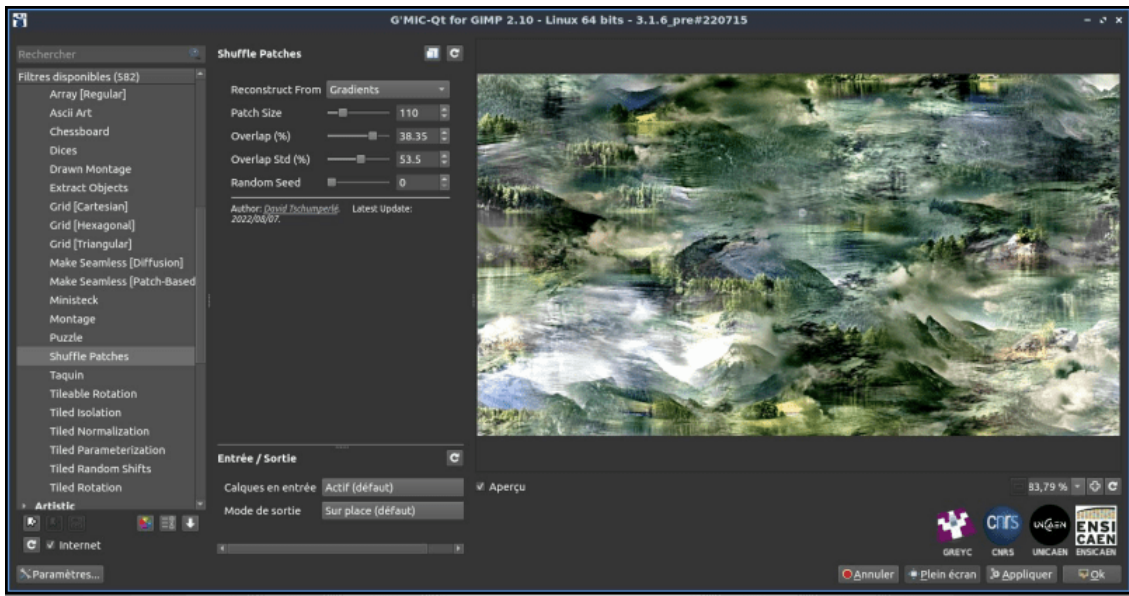 G'MIC-Qt for GIMP 2.10 - Linux 64 bits - 3.1.6_pre#220715
Rechercher
Filtres disponibles (582)
Array [Regular]
Ascii Art
Chessboard
Dices
Drawn Montage
Extract Objects
Grid [Cartesian]
Grid [Hexagonal]
Grid [Triangular]
Make Seamless [Diffusion]
Make Seamless [Patch-Based
Ministeck
Montage
Puzzle
Shuffle Patches
Taquin
Tileable Rotation
Tiled Isolation
Tiled Normalization
Tiled Parameterization
Tiled Random Shifts
Tiled Rotation
Artistic
Internet
Paramètres...
Shuffle Patches
Reconstruct From Gradients
Patch Size 110
Overlap (%) 38.35
Overlap Std (%) 53.5
Random Seed 0
Author: David Tschumperlé. Latest Update:
2022/08/07.
Entrée / Sortie
Calques en entrée Actif (défaut)
Mode de sortie Sur place (défaut)
Aperçu
83,79 %
cnrs
UNICAEN
ENSI
CAEN
GREYC CNRS UNICAEN ENSICAEN
Annuler Plein écran Appliquer Ok